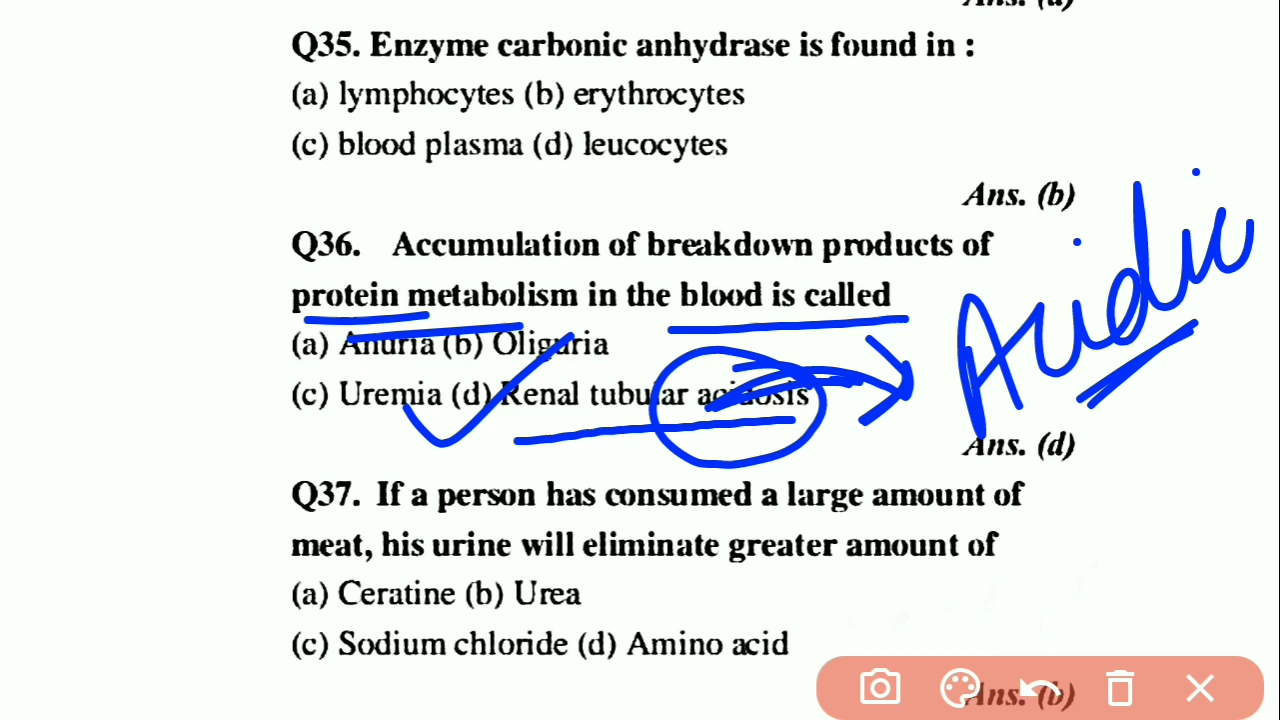 Q35. Enzyme carbonic anhydrase is found in :
(a) lymphocytes (b) erythrocytes
(c) blood plasma (d) leucocytes
Ans. (b)
Q36. Accumulation of breakdown products of
protein metabolism in the blood is called
(a) Anuria (b) Oliguria
(c) Uremia (d) Renal tubular acidosis
Acidic
Ans. (d)
Q37. If a person has consumed a large amount of
meat, his urine will eliminate greater amount of
(a) Ceratine (b) Urea
(c) Sodium chloride (d) Amino acid
Ans. (b)